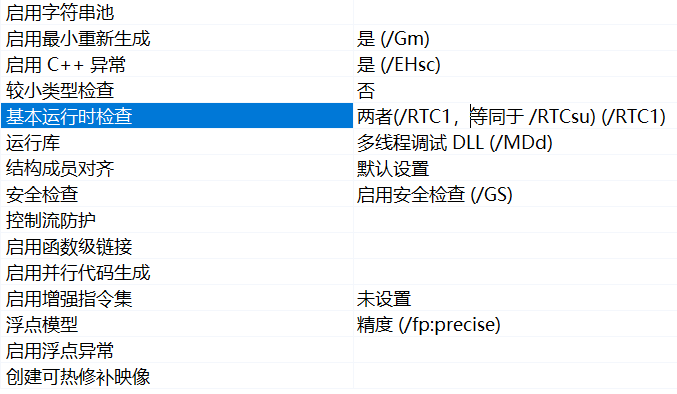 启用字符串池
启用最小重新生成 是 (/Gm)
启用 C++ 异常 是 (/EHsc)
较小类型检查 否
基本运行时检查 两者(/RTC1，等同于 /RTCsu) (/RTC1)
运行库 多线程调试 DLL (/MDd)
结构成员对齐 默认设置
安全检查 启用安全检查 (/GS)
控制流防护
启用函数级链接
启用并行代码生成
启用增强指令集 未设置
浮点模型 精度 (/fp:precise)
启用浮点异常
创建可热修补映像